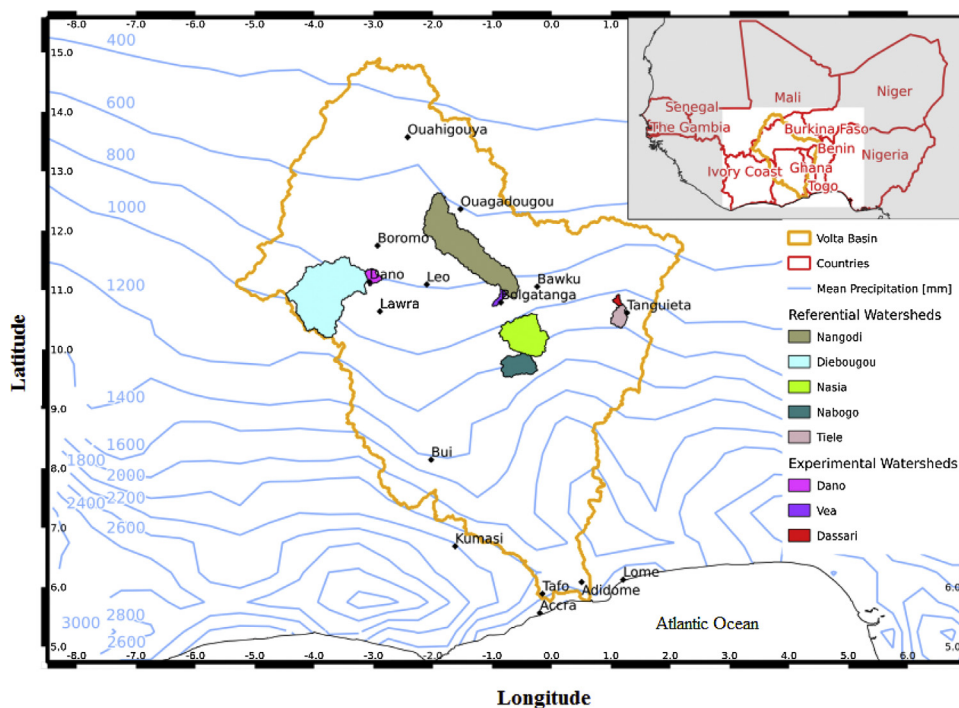 -8.0 -7.0 -6.0 -5.0 -4.0 -3.0 -2.0 -1.0 0.0 1.0
15.0
14.0
13.0
12.0
11.0
10.0
9.0
8.0
7.0
6.0
5.0
Latitude
400
600
800
1000
1200
1400
1600
1800
2000
2200
2400
2600
2800
3000
2600
Ouahigouya
Ouagadougou
Boromo
Dano
Leo
Bawku
Lawra
Bolgatanga
Tanguieta
Bui
Kumasi
Tafo
Adidome
Lome
Accra
Atlantic Ocean
Mali
Niger
Senegal
The Gambia
Burkina Faso
Benin
Nigeria
Ivory Coast
Ghana
Togo
Volta Basin
Countries
Mean Precipitation [mm]
Referential Watersheds
Nangodi
Diebougou
Nasia
Nabogo
Tiele
Experimental Watersheds
Dano
Vea
Dassari
6.0
5.0
-8.0 -7.0 -6.0 -5.0 -4.0 -3.0 -2.0 -1.0 0.0 1.0 2.0 3.0 4.0 5.0 6.0 7.0
Longitude